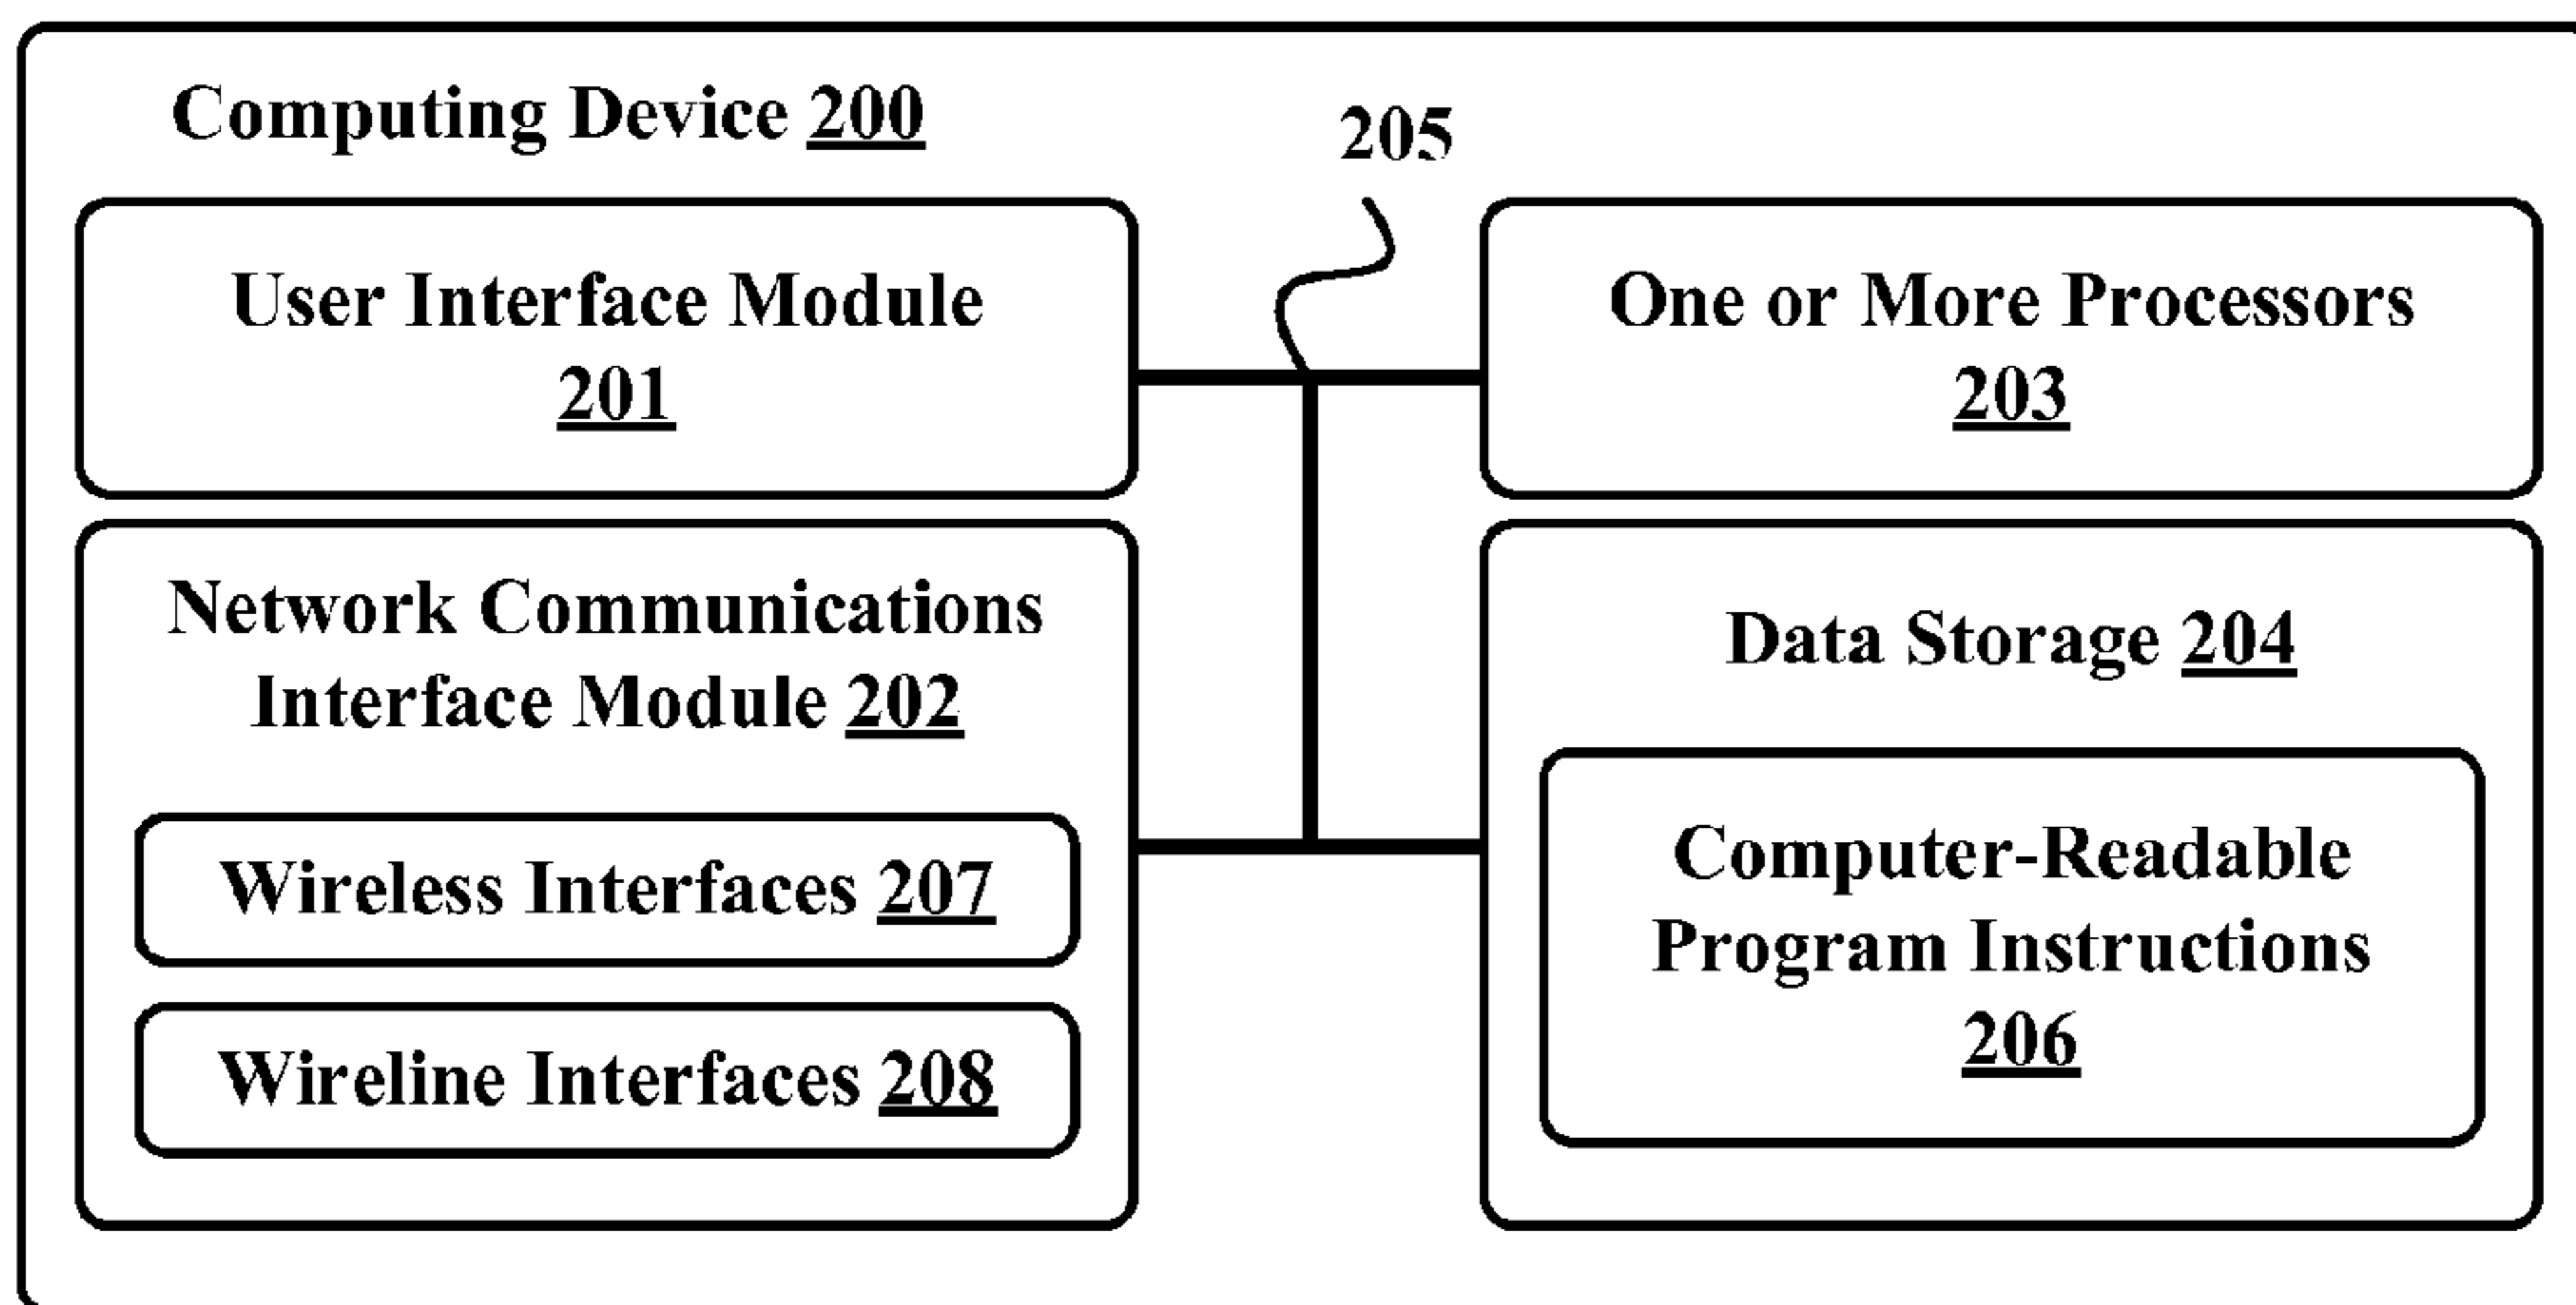 Computing Device 200
205
User Interface Module
201
One or More Processors
203
Network Communications
Interface Module 202
Wireless Interfaces 207
Wireline Interfaces 208
Data Storage 204
Computer-Readable
Program Instructions
206